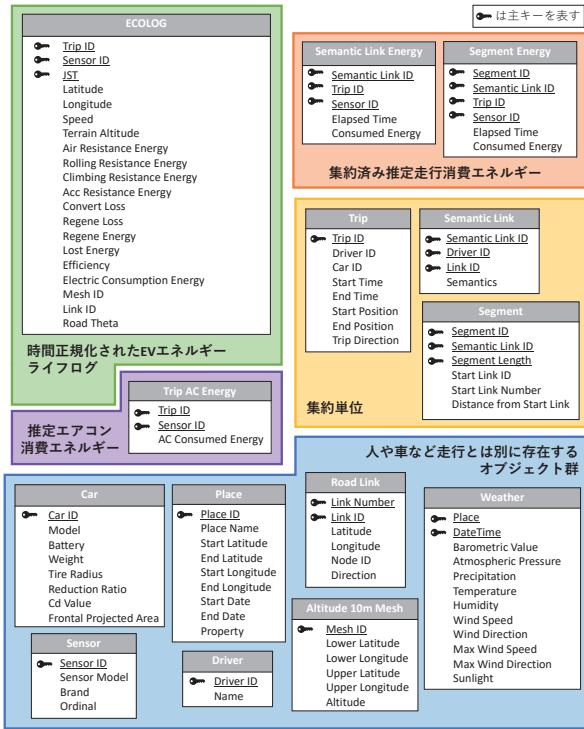 は主キーを表す
ECOLOG
Trip ID
Sensor ID
JST
Latitude
Longitude
Speed
Terrain Altitude
Air Resistance Energy
Rolling Resistance Energy
Climbing Resistance Energy
Acc Resistance Energy
Convert Loss
Regene Loss
Regene Energy
Lost Energy
Efficiency
Electric Consumption Energy
Mesh ID
Link ID
Road Theta
時間正規化されたEVエネルギー
ライフログ
Semantic Link Energy
Semantic Link ID
Trip ID
Sensor ID
Elapsed Time
Consumed Energy
Segment Energy
Segment ID
Semantic Link ID
Trip ID
Sensor ID
Elapsed Time
Consumed Energy
集約済み推定走行消費エネルギー
Trip
Trip ID
Driver ID
Car ID
Start Time
End Time
Start Position
End Position
Trip Direction
Semantic Link
Semantic Link ID
Driver ID
Link ID
Semantics
Segment
Segment ID
Semantic Link ID
Segment Length
Start Link ID
Start Link Number
Distance from Start Link
集約単位
Trip AC Energy
Trip ID
Sensor ID
AC Consumed Energy
推定エアコン
消費エネルギー
人や車など走行とは別に存在する
オブジェクト群
Car
Car ID
Model
Battery
Weight
Tire Radius
Reduction Ratio
Cd Value
Frontal Projected Area
Place
Place ID
Place Name
Start Latitude
End Latitude
Start Longitude
End Longitude
Start Date
End Date
Property
Road Link
Link Number
Link ID
Latitude
Longitude
Node ID
Direction
Weather
Place
DateTime
Barometric Value
Atmospheric Pressure
Precipitation
Temperature
Humidity
Wind Speed
Wind Direction
Max Wind Speed
Max Wind Direction
Sunlight
Sensor
Sensor ID
Sensor Model
Brand
Ordinal
Driver
Driver ID
Name
Altitude 10m Mesh
Mesh ID
Lower Latitude
Lower Longitude
Upper Latitude
Upper Longitude
Altitude